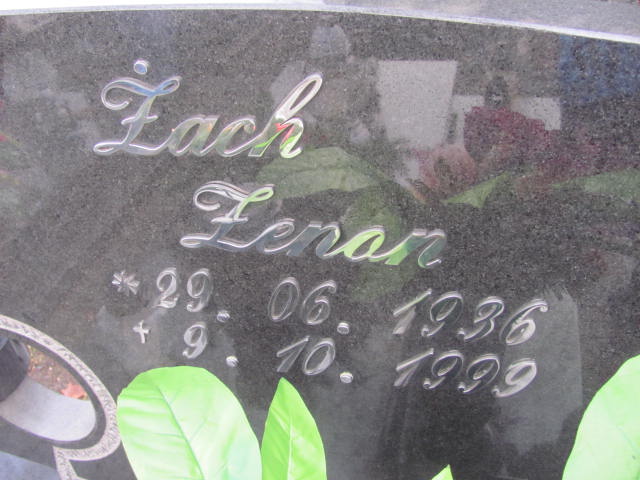 Żach
Zenon
* 29. 06. 1936
+ 9. 10. 1999